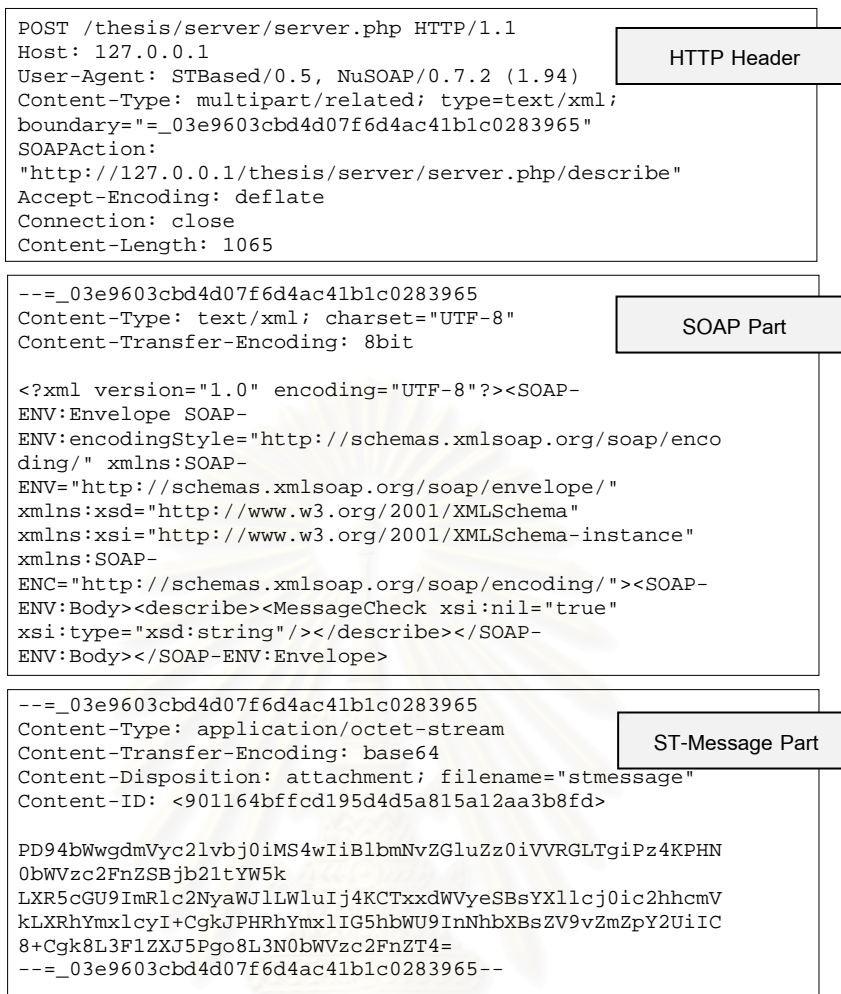 POST /thesis/server/server.php HTTP/1.1
Host: 127.0.0.1
User-Agent: STBased/0.5, NuSOAP/0.7.2 (1.94)
Content-Type: multipart/related; type=text/xml;
boundary="=_03e9603cbd4d07f6d4ac41b1c0283965"
SOAPAction:
"http://127.0.0.1/thesis/server/server.php/describe"
Accept-Encoding: deflate
Connection: close
Content-Length: 1065
HTTP Header
--=_03e9603cbd4d07f6d4ac41b1c0283965
Content-Type: text/xml; charset="UTF-8"
Content-Transfer-Encoding: 8bit
SOAP Part
<?xml version="1.0" encoding="UTF-8"?><SOAP-
ENV:Envelope SOAP-
ENV:encodingStyle="http://schemas.xmlsoap.org/soap/enco
ding/" xmlns:SOAP-
ENV="http://schemas.xmlsoap.org/soap/envelope/"
xmlns:xsd="http://www.w3.org/2001/XMLSchema"
xmlns:xsi="http://www.w3.org/2001/XMLSchema-instance"
xmlns:SOAP-
ENC="http://schemas.xmlsoap.org/soap/encoding/"><SOAP-
ENV:Body><describe><MessageCheck xsi:nil="true"
xsi:type="xsd:string"/></describe></SOAP-
ENV:Body></SOAP-ENV:Envelope>
--=_03e9603cbd4d07f6d4ac41b1c0283965
Content-Type: application/octet-stream
Content-Transfer-Encoding: base64
Content-Disposition: attachment; filename="stmessage"
Content-ID: <901164bffcd195d4d5a815a12aa3b8fd>
ST-Message Part
PD94bWwgdmVyc2lvbj0iMS4wIiBlbmNvZGluZz0iVVRGLTgiPz4KPHN
0bWVzc2FnZSBjb21tYW5k
LXR5cGU9ImRlc2NyaWJlLWluIj4KCTxxdWVyeSBsYXllcj0ic2hhcmV
kLXRhYmxlcyI+CgkJPHRhYmxlIG5hbWU9InNhbXBsZV9vZmZpY2UiIC
8+Cgk8L3F1ZXJ5Pgo8L3N0bWVzc2FnZT4=
--=_03e9603cbd4d07f6d4ac41b1c0283965--